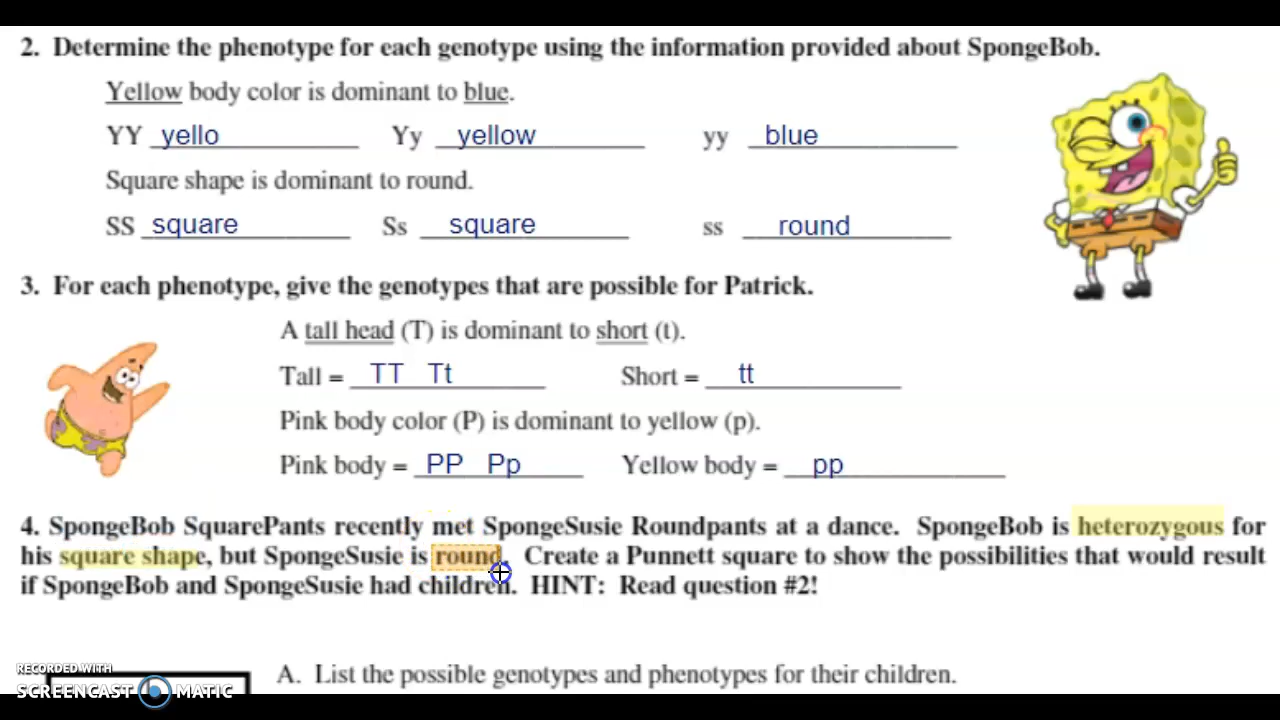 2. Determine the phenotype for each genotype using the information provided about SpongeBob.
Yellow body color is dominant to blue.
YY yello Yy yellow yy blue
Square shape is dominant to round.
SS square Ss square ss round
3. For each phenotype, give the genotypes that are possible for Patrick.
A tall head (T) is dominant to short (t).
Tall = TT Tt Short = tt
Pink body color (P) is dominant to yellow (p).
Pink body = PP Pp Yellow body = pp
4. SpongeBob SquarePants recently met SpongeSusie Roundpants at a dance. SpongeBob is heterozygous for
his square shape, but SpongeSusie is round. Create a Punnett square to show the possibilities that would result
if SpongeBob and SpongeSusie had children. HINT: Read question #2!
A. List the possible genotypes and phenotypes for their children.
RECORDED WITH
SCREENCAST MATIC